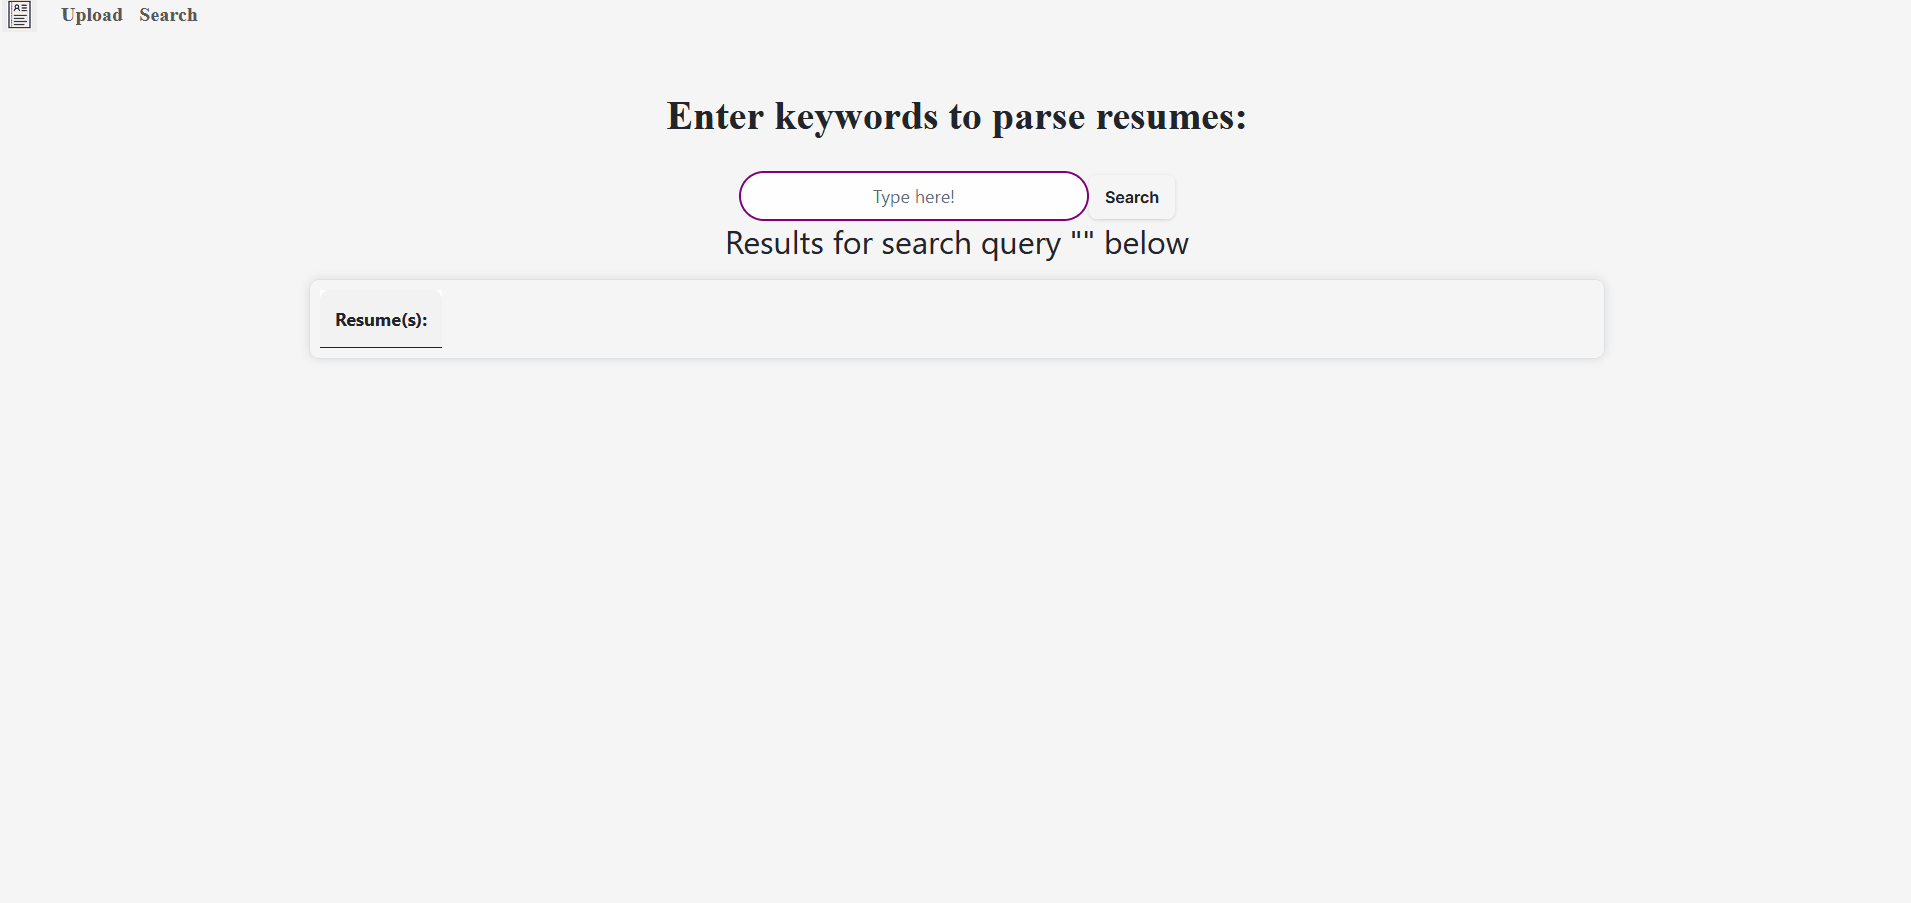 Upload Search
Enter keywords to parse resumes:
Type here! Search
Results for search query "" below
Resume(s):